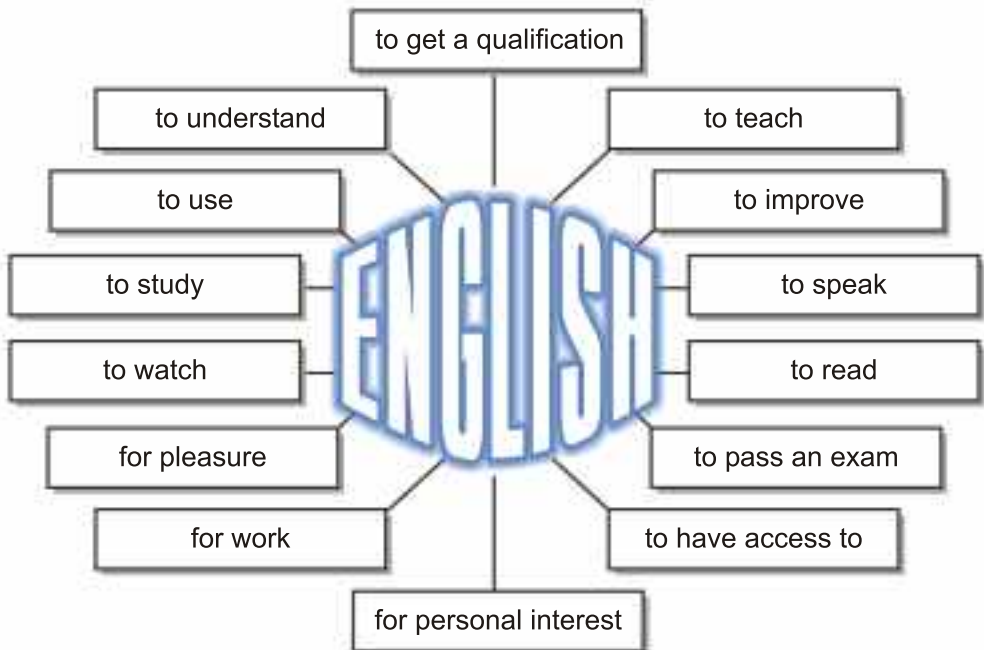 to get a qualification
to understand
to teach
to use
to improve
to study
to speak
ENGLISH
to watch
to read
for pleasure
to pass an exam
for work
to have access to
for personal interest